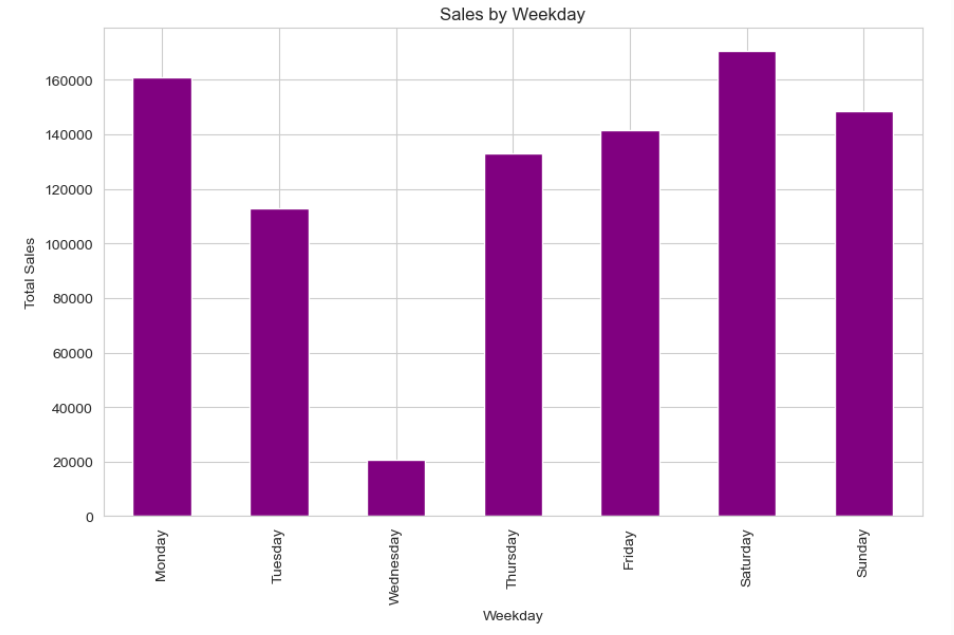 Sales by Weekday
Total Sales
160000
140000
120000
100000
80000
60000
40000
20000
0
Monday
Tuesday
Wednesday
Thursday
Friday
Saturday
Sunday
Weekday